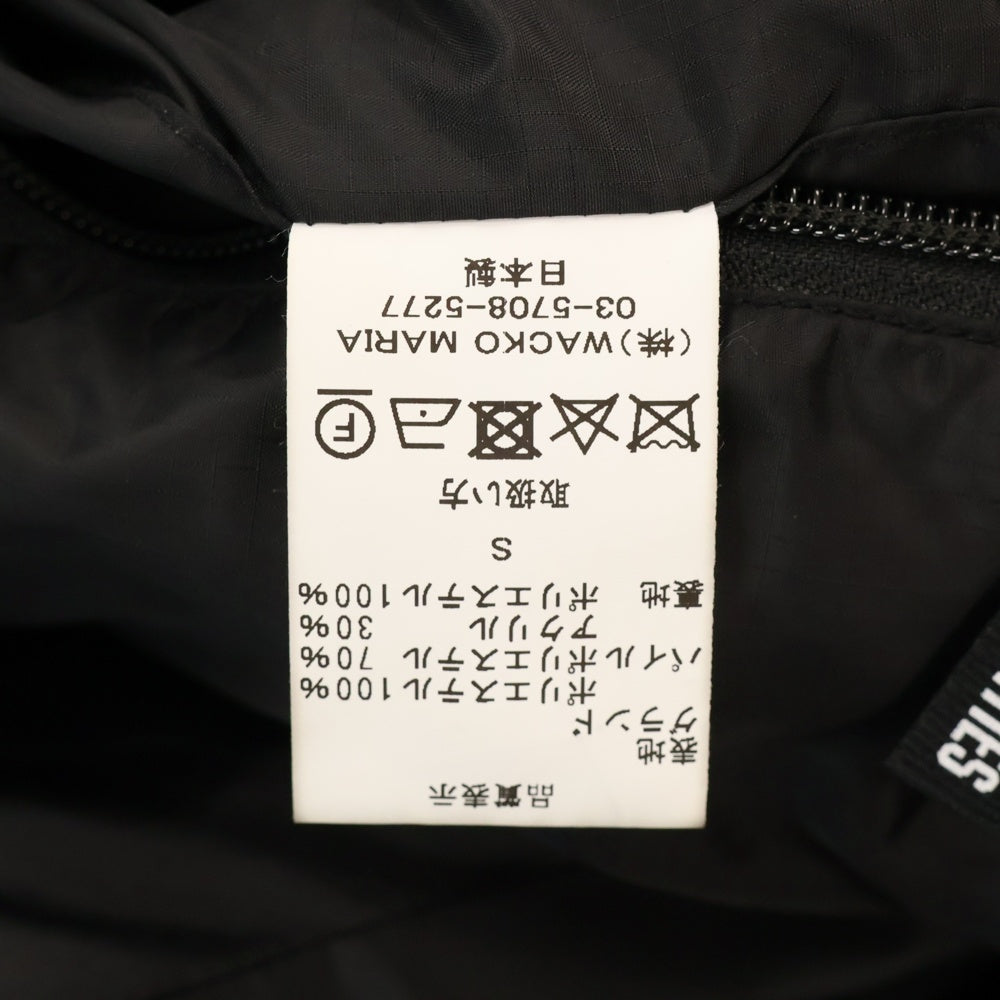 品質表示
表地
グランド
ポリエステル100%
パイル ポリエステル 70%
アクリル 30%
裏地 ポリエステル100%
S
取扱い方
F
(株)WACKO MARIA
03-5708-5277
日本製